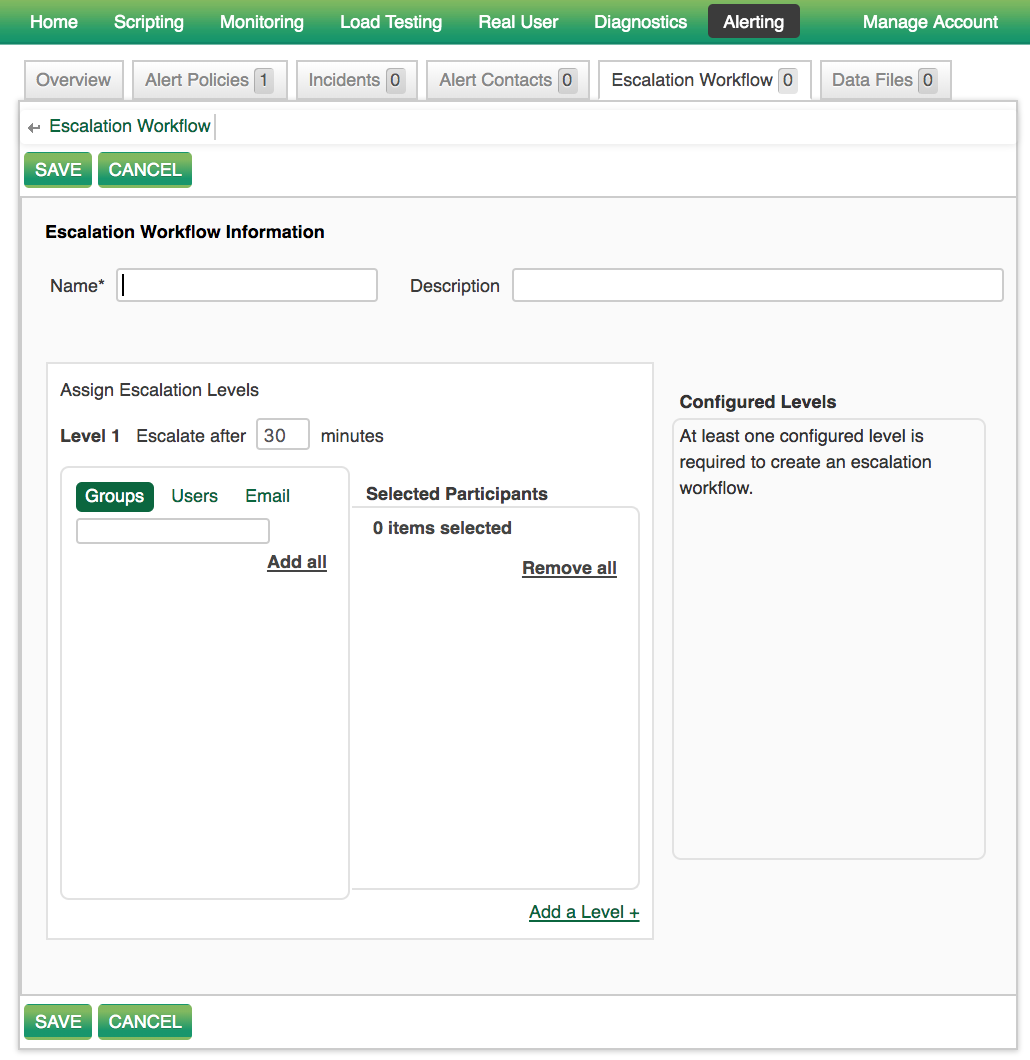 Home Scripting Monitoring Load Testing Real User Diagnostics Alerting Manage Account
Overview Alert Policies 1 Incidents 0 Alert Contacts 0 Escalation Workflow 0 Data Files 0
Escalation Workflow
SAVE CANCEL
Escalation Workflow Information
Name* Description
Assign Escalation Levels
Level 1 Escalate after 30 minutes
Groups Users Email
Add all
Selected Participants
0 items selected
Remove all
Add a Level +
Configured Levels
At least one configured level is
required to create an escalation
workflow.
SAVE CANCEL